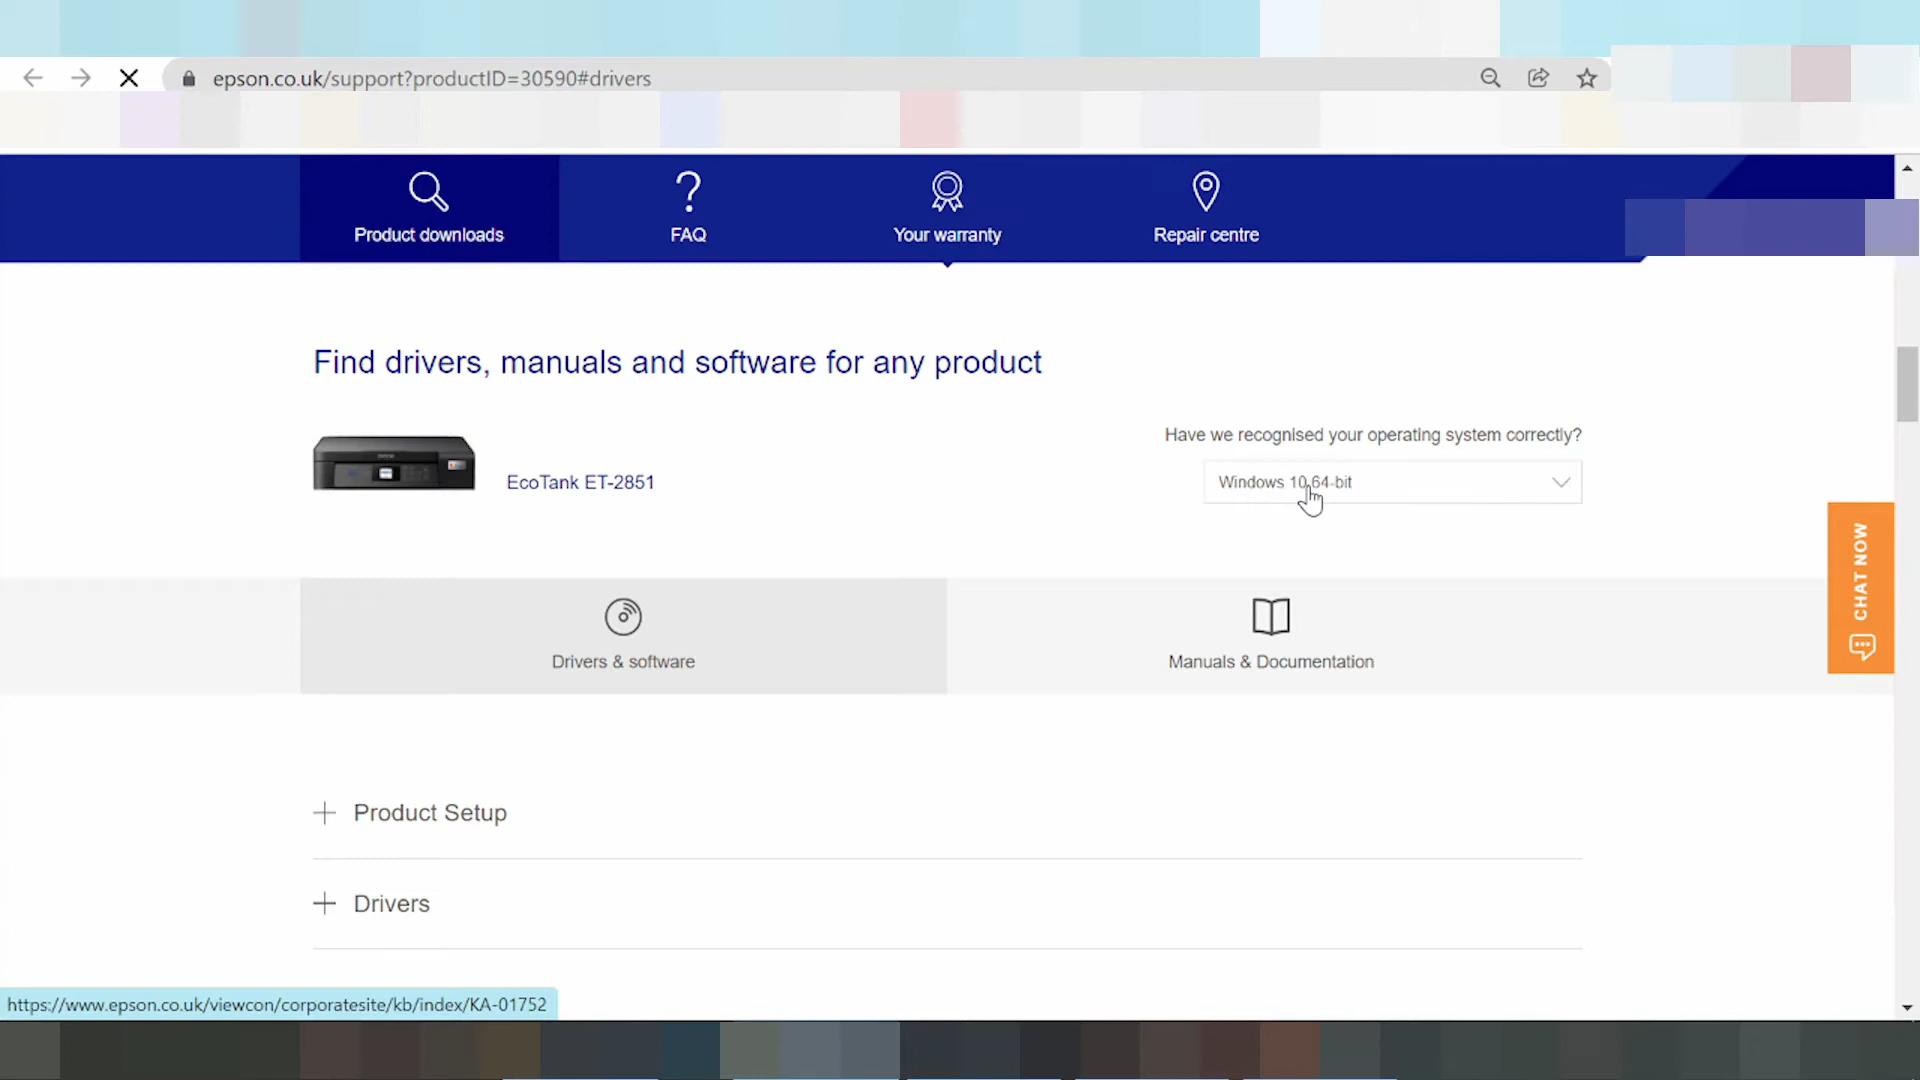 epson.co.uk/support?productID=30590#drivers
Product downloads
FAQ
Your warranty
Repair centre
Find drivers, manuals and software for any product
Have we recognised your operating system correctly?
EcoTank ET-2851
Windows 10 64-bit
CHAT NOW
Drivers & software
Manuals & Documentation
Product Setup
Drivers
https://www.epson.co.uk/viewcon/corporatesite/kb/index/KA-01752